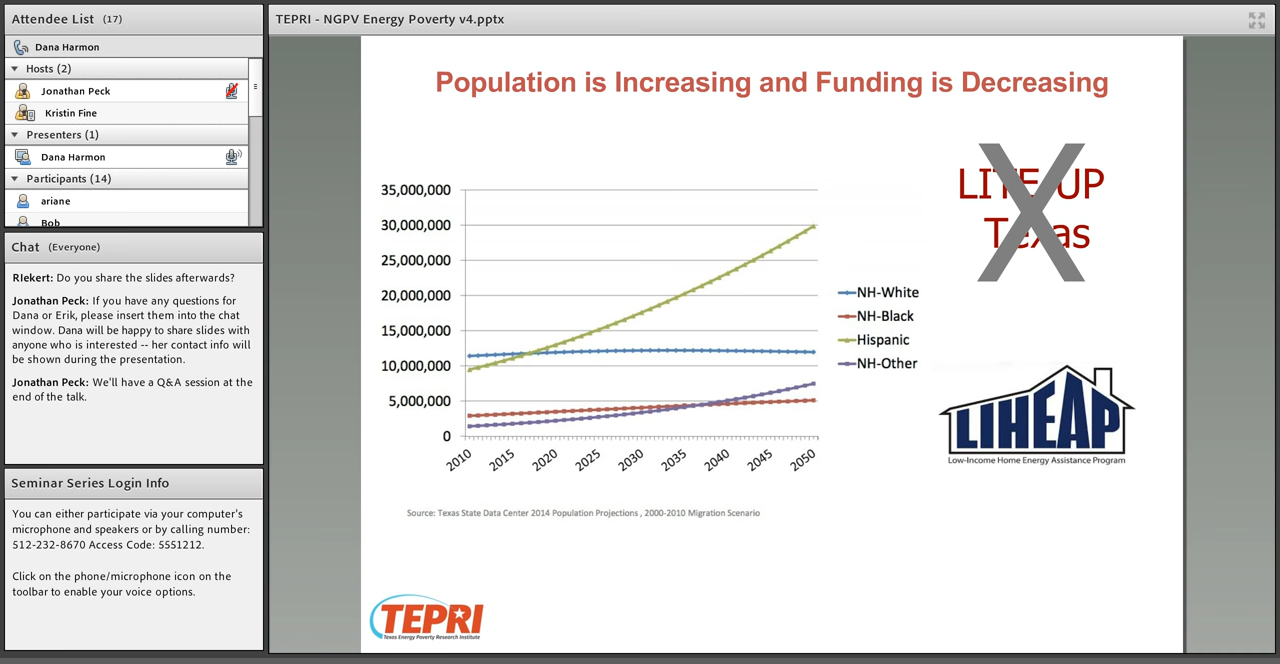 Attendee List (17)
Dana Harmon
Hosts (2)
Jonathan Peck
Kristin Fine
Presenters (1)
Dana Harmon
Participants (14)
ariane
Bob
Chat (Everyone)
RIekert: Do you share the slides afterwards?
Jonathan Peck: If you have any questions for
Dana or Erik, please insert them into the chat
window. Dana will be happy to share slides with
anyone who is interested -- her contact info will
be shown during the presentation.
Jonathan Peck: We'll have a Q&A session at the
end of the talk.
Seminar Series Login Info
You can either participate via your computer's
microphone and speakers or by calling number:
512-232-8670 Access Code: 5551212.
Click on the phone/microphone icon on the
toolbar to enable your voice options.
TEPRI - NGPV Energy Poverty v4.pptx
Population is Increasing and Funding is Decreasing
35,000,000
30,000,000
25,000,000
20,000,000
15,000,000
10,000,000
5,000,000
0
2010 2015 2020 2025 2030 2035 2040 2045 2050
NH-White
NH-Black
Hispanic
NH-Other
Source: Texas State Data Center 2014 Population Projections , 2000-2010 Migration Scenario
LITE-UP
Texas
X
LIHEAP
Low-Income Home Energy Assistance Program
TEPRI
Texas Energy Poverty Research Institute